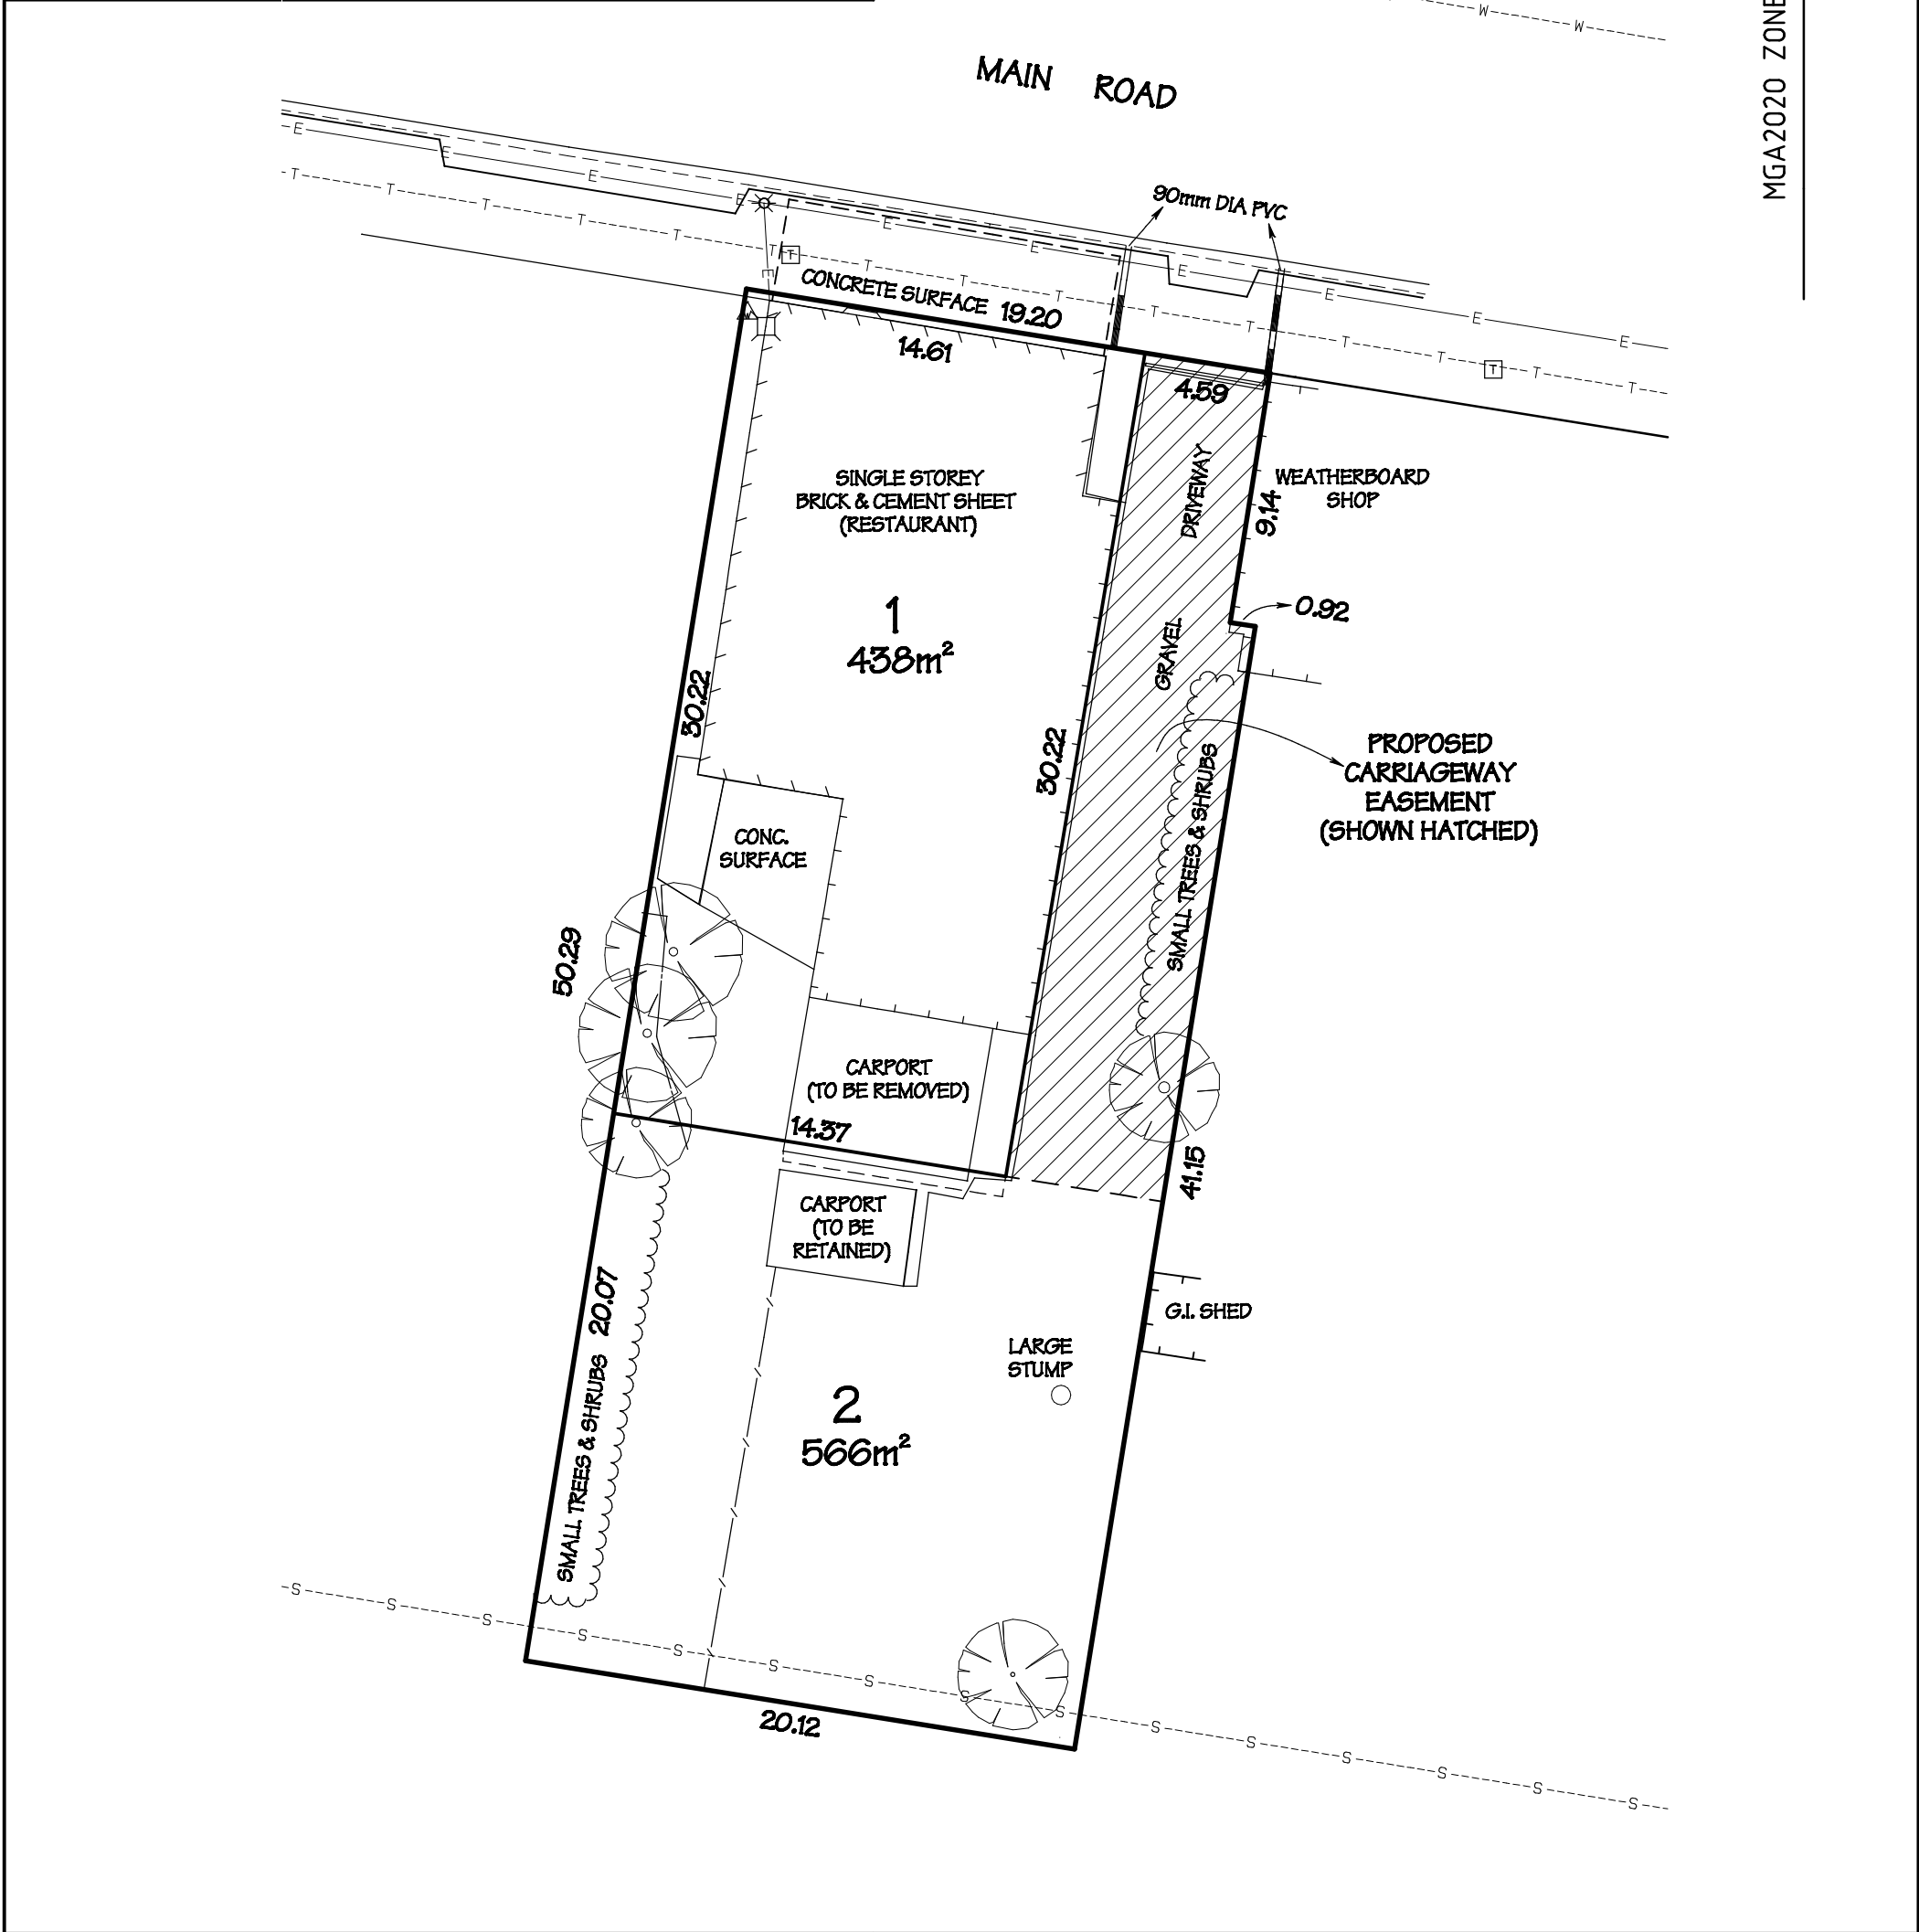 MGA2020 ZONE
MAIN ROAD
90mm DIA PVC
CONCRETE SURFACE 19.20
14.61
4.59
SINGLE STOREY
BRICK & CEMENT SHEET
(RESTAURANT)
DRIVEWAY
WEATHERBOARD
SHOP
9.14
0.92
1
438m²
GRAVEL
30.22
30.22
PROPOSED
CARRIAGEWAY
EASEMENT
(SHOWN HATCHED)
SMALL TREES & SHRUBS
CONC.
SURFACE
50.29
CARPORT
(TO BE REMOVED)
14.37
41.15
CARPORT
(TO BE
RETAINED)
G.I. SHED
LARGE
STUMP
SMALL TREES & SHRUBS 20.07
2
566m²
20.12